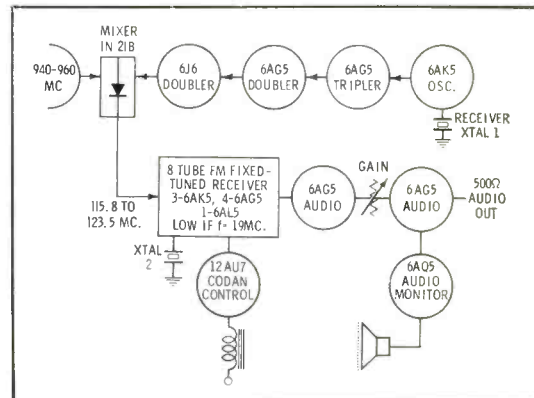 MIXER
IN 21B
940-960
MC
6J6
DOUBLER
6AG5
DOUBLER
6AG5
TRIPLER
6AK5
OSC.
RECEIVER
XTAL 1
8 TUBE FM FIXED-
TUNED RECEIVER
3-6AK5, 4-6AG5
1-6AL5
LOW IF f= 19MC.
115.8 TO
123.5 MC.
XTAL
2
6AG5
AUDIO
GAIN
6AG5
AUDIO
500Ω
AUDIO
OUT
12AU7
CODAN
CONTROL
6AQ5
AUDIO
MONITOR